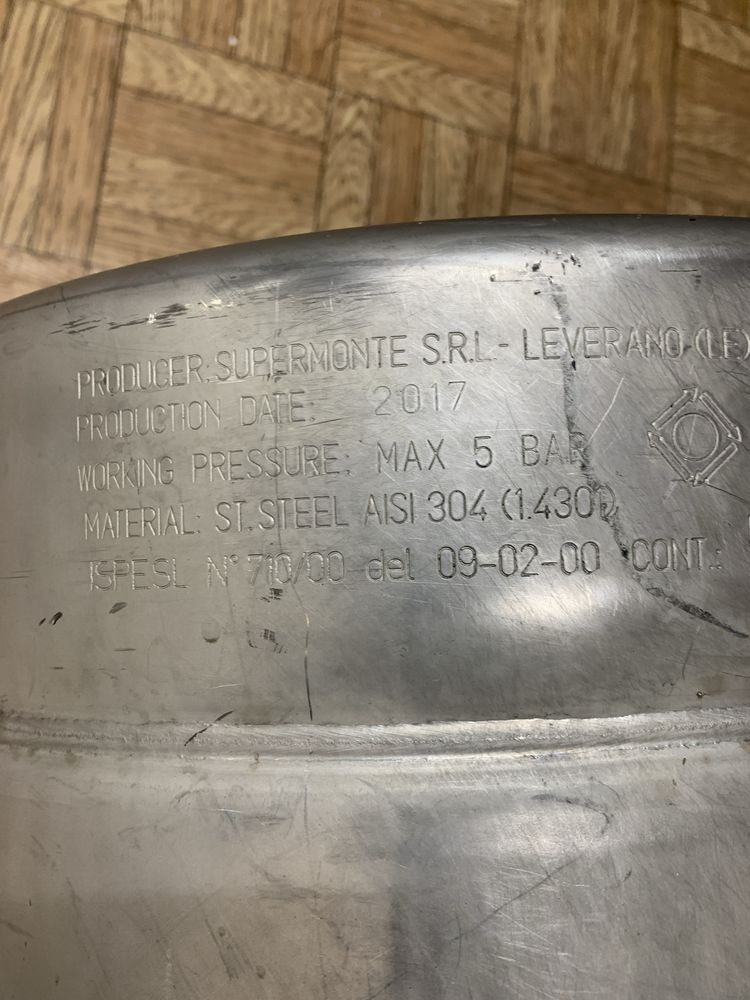 PRODUCER: SUPERMONTE S.R.L.- LEVERANO (LE)
PRODUCTION DATE: 2017
WORKING PRESSURE: MAX 5 BAR
MATERIAL: ST.STEEL AISI 304 (1.4301)
ISPESL N° 710/00 del 09-02-00 CONT.: